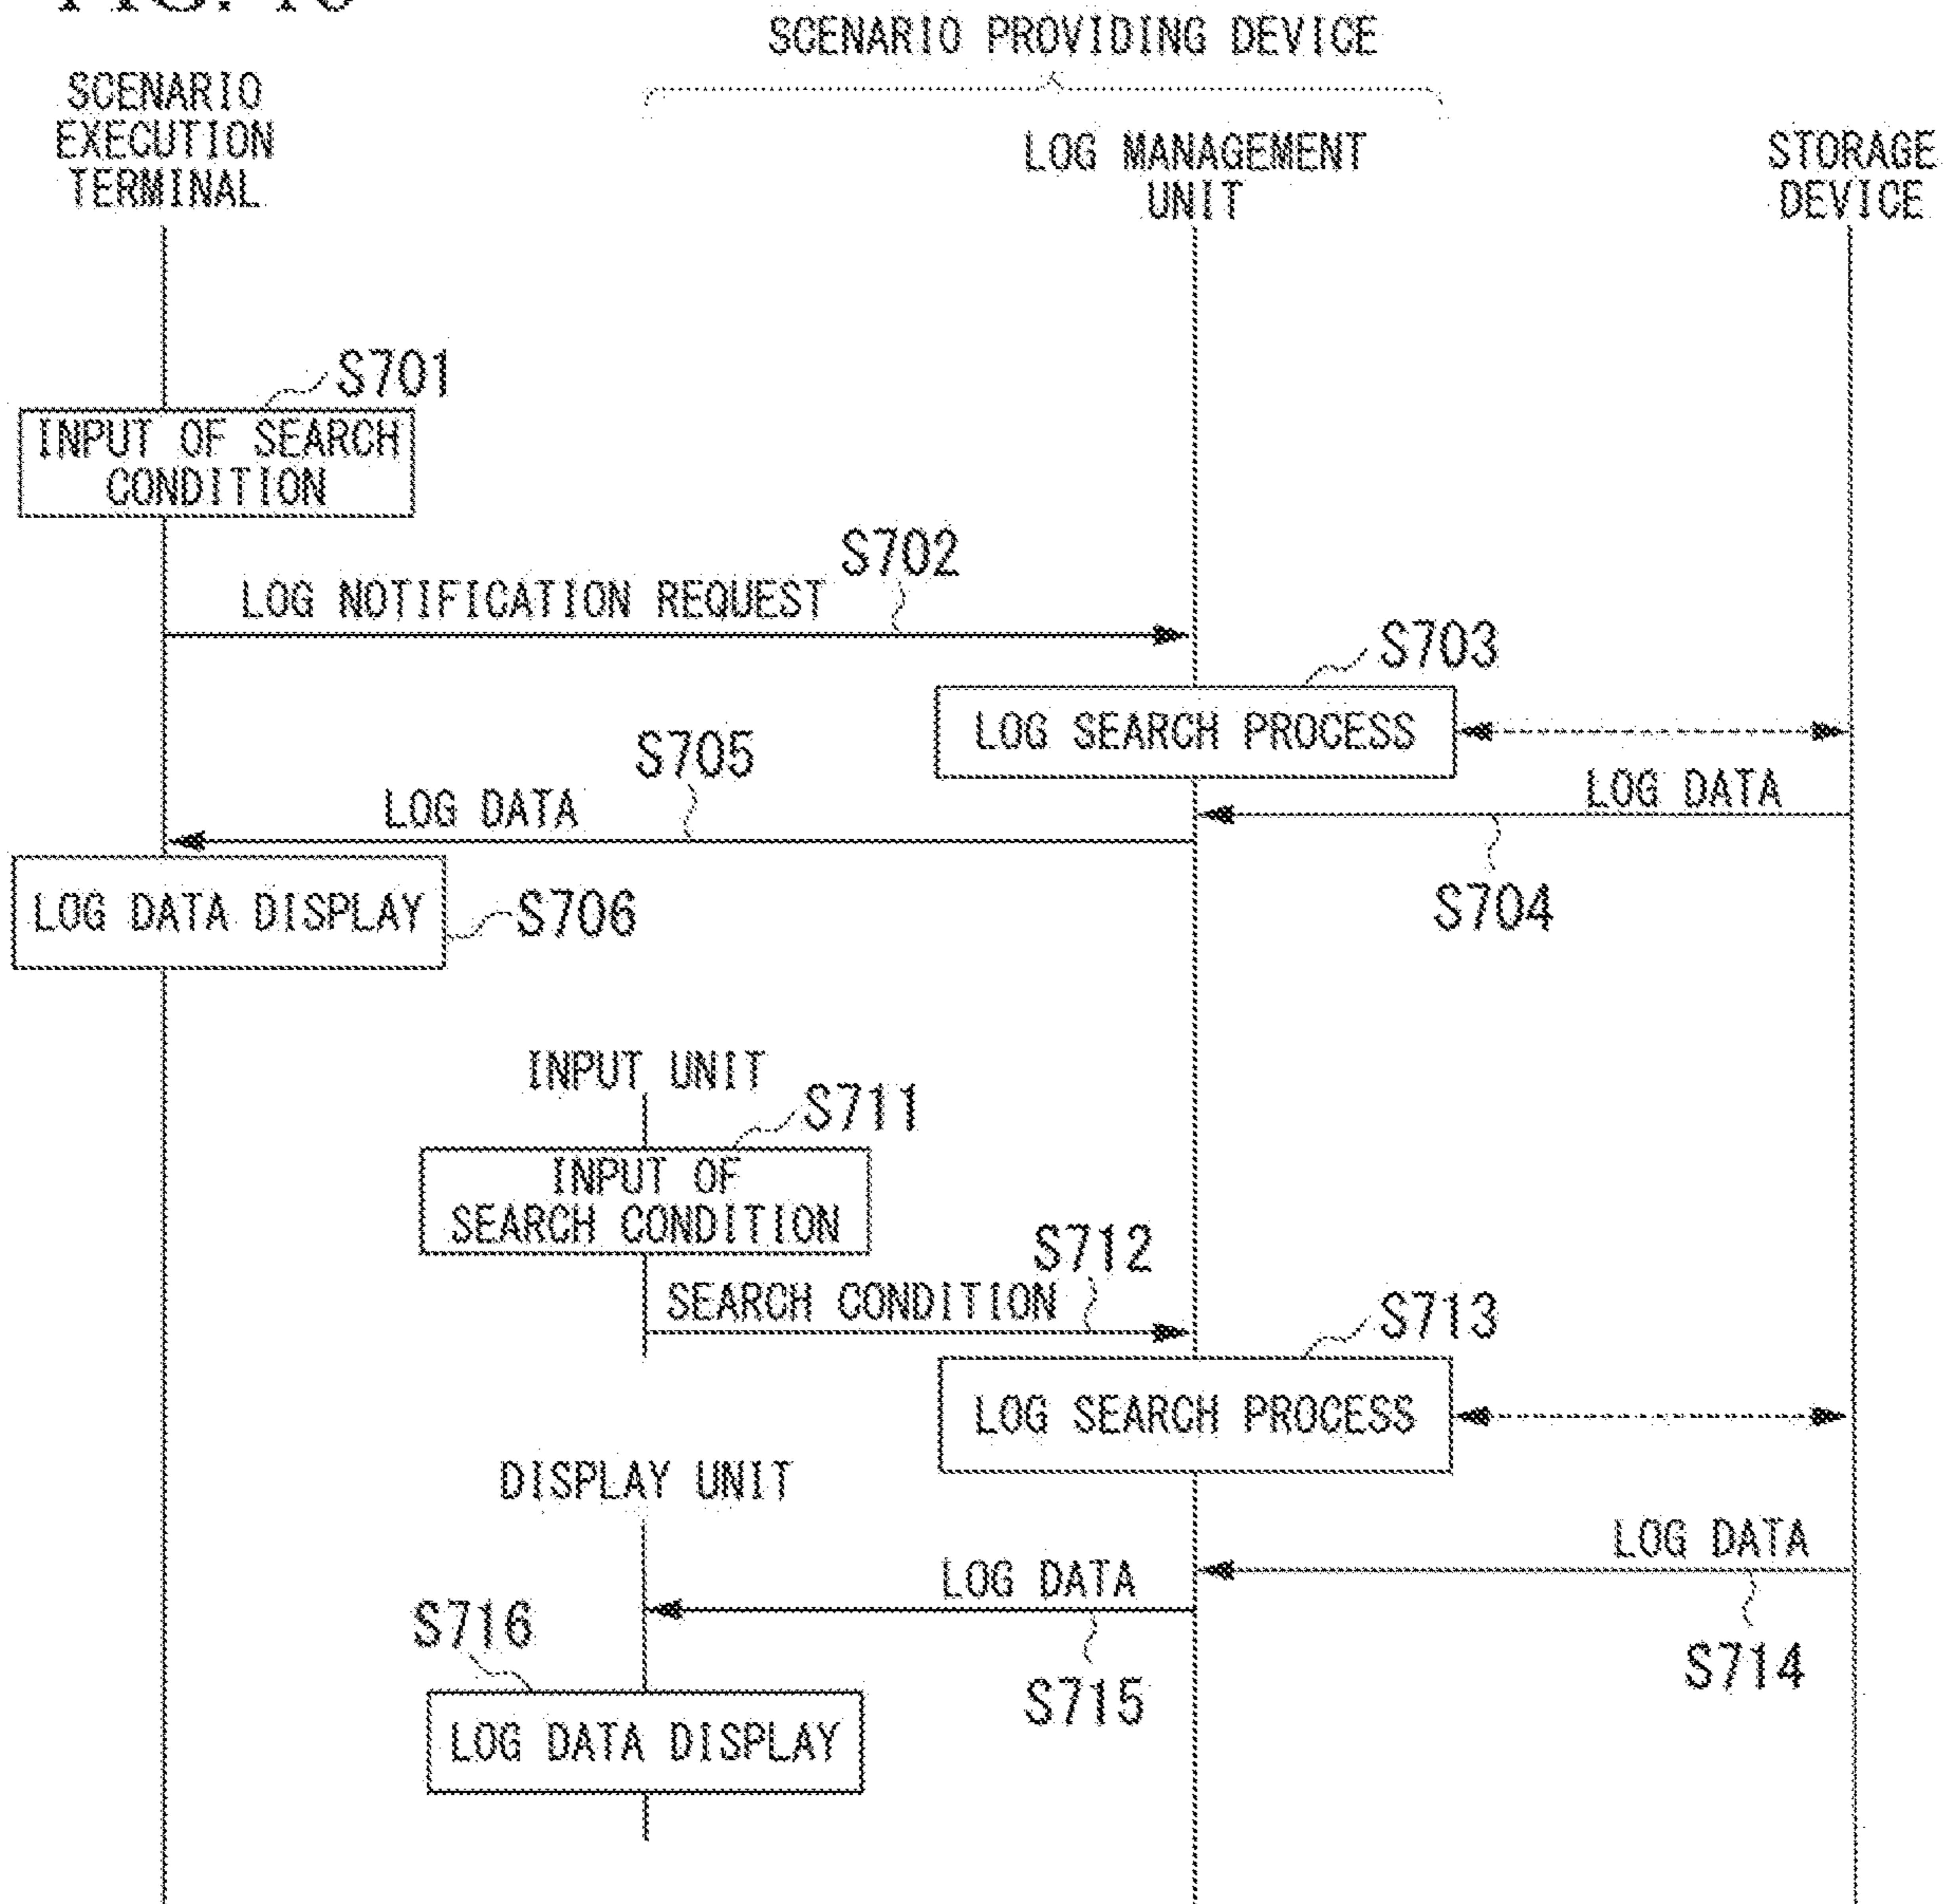 SCENARIO PROVIDING DEVICE
SCENARIO
EXECUTION
TERMINAL
LOG MANAGEMENT
UNIT
STORAGE
DEVICE
S701
INPUT OF SEARCH
CONDITION
S702
LOG NOTIFICATION REQUEST
S703
LOG SEARCH PROCESS
S705
LOG DATA
LOG DATA
S704
LOG DATA DISPLAY
S706
INPUT UNIT
S711
INPUT OF
SEARCH CONDITION
S712
SEARCH CONDITION
S713
LOG SEARCH PROCESS
DISPLAY UNIT
LOG DATA
LOG DATA
S716
S715
S714
LOG DATA DISPLAY